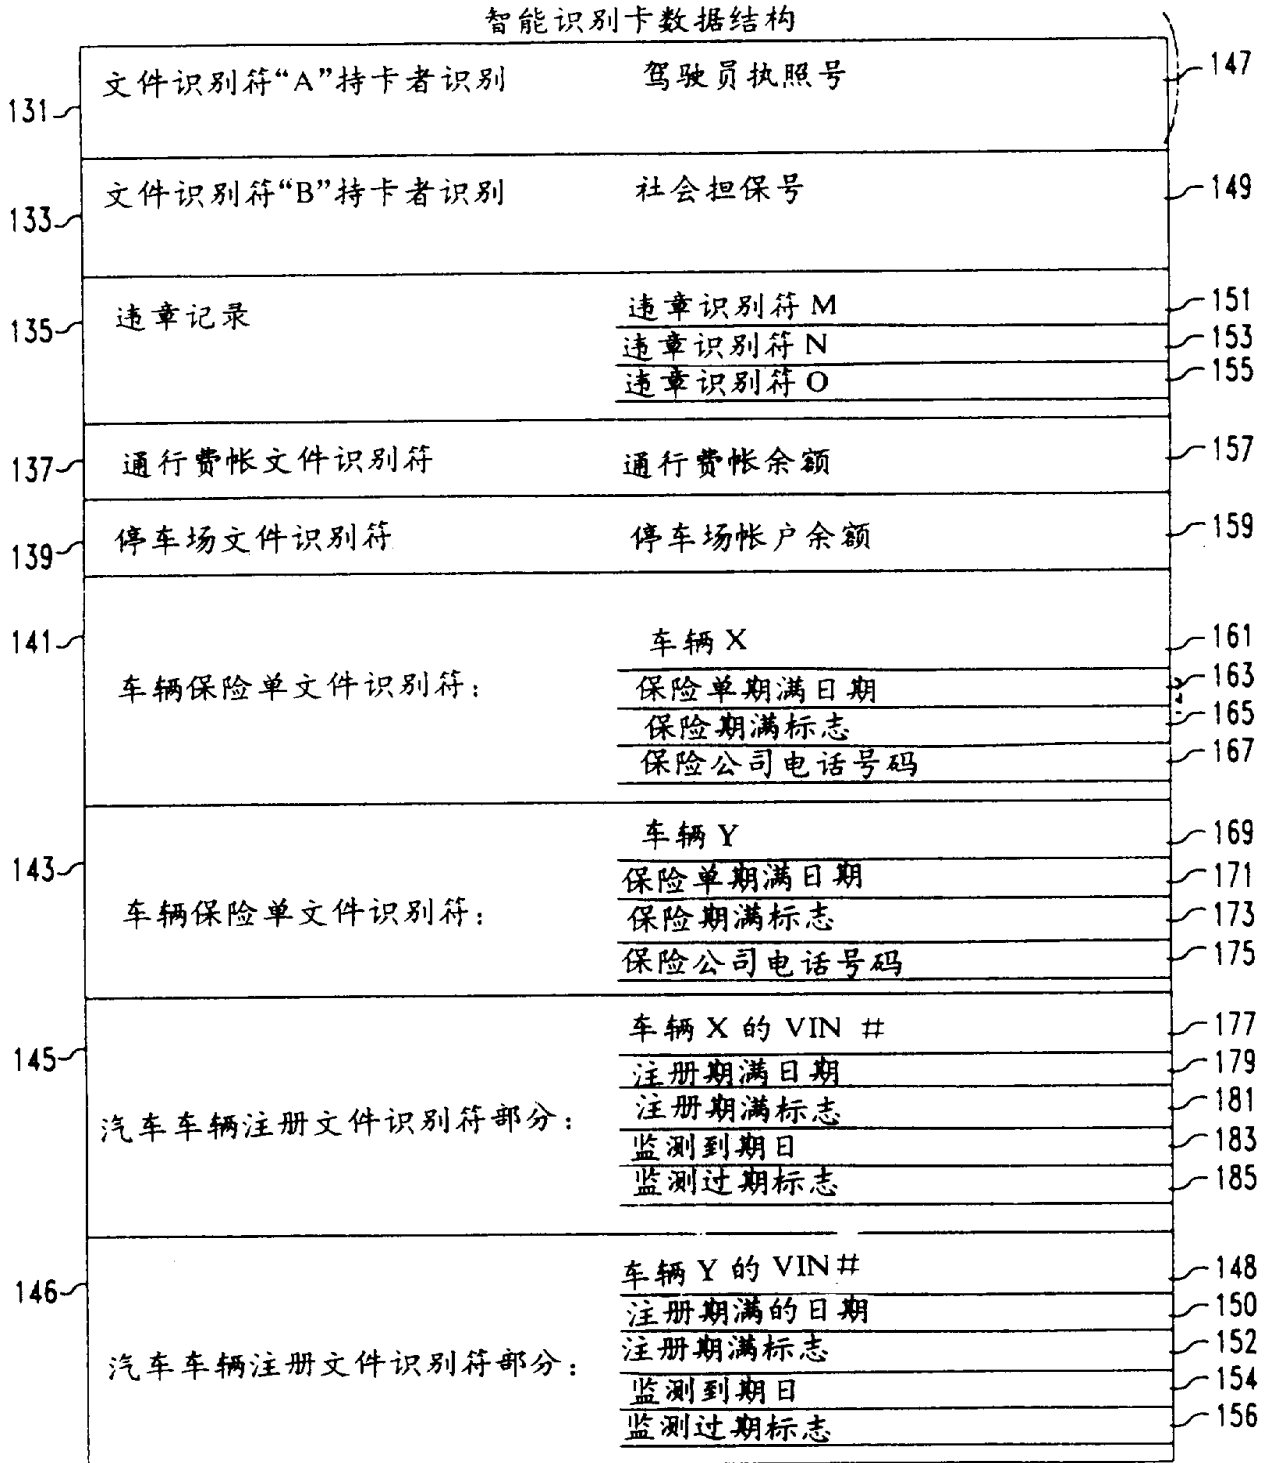 智能识别卡数据结构
文件识别符“A”持卡者识别 驾驶员执照号 147
131
文件识别符“B”持卡者识别 社会担保号 149
133
违章记录 违章识别符 M 151
135 违章识别符 N 153
违章识别符 O 155
137 通行费帐文件识别符 通行费帐余额 157
139 停车场文件识别符 停车场帐户余额 159
141 车辆 X 161
车辆保险单文件识别符： 保险单期满日期 163
保险期满标志 165
保险公司电话号码 167
车辆 Y 169
143 保险单期满日期 171
车辆保险单文件识别符： 保险期满标志 173
保险公司电话号码 175
车辆 X 的 VIN # 177
145 注册期满日期 179
注册期满标志 181
汽车车辆注册文件识别符部分： 监测到期日 183
监测过期标志 185
146 车辆 Y 的 VIN# 148
注册期满的日期 150
注册期满标志 152
汽车车辆注册文件识别符部分： 监测到期日 154
监测过期标志 156